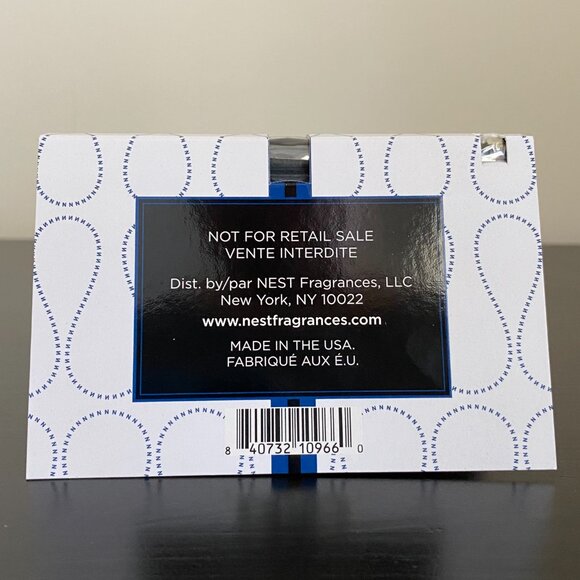 NOT FOR RETAIL SALE
VENTE INTERDITE
Dist. by/par NEST Fragrances, LLC
New York, NY 10022
www.nestfragrances.com
MADE IN THE USA.
FABRIQUÉ AUX É.U.
8 40732 10966 0